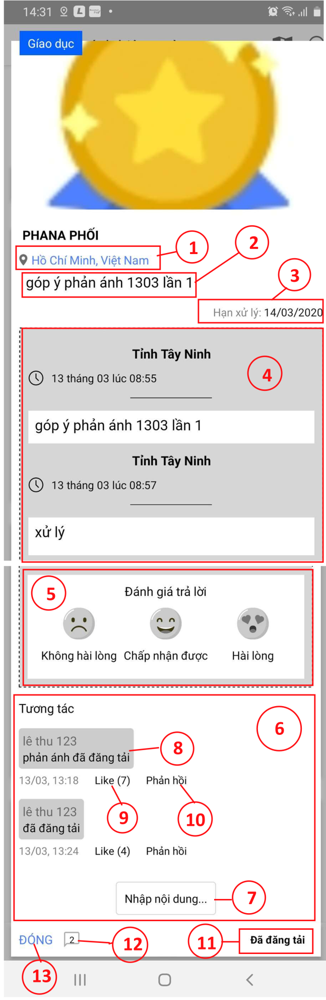 14:31
Giáo dục
PHANA PHỐI
1
2
Hồ Chí Minh, Việt Nam
góp ý phản ánh 1303 lần 1
3
Hạn xử lý: 14/03/2020
Tỉnh Tây Ninh
4
13 tháng 03 lúc 08:55
góp ý phản ánh 1303 lần 1
Tỉnh Tây Ninh
13 tháng 03 lúc 08:57
xử lý
5
Đánh giá trả lời
Không hài lòng Chấp nhận được Hài lòng
Tương tác
6
lê thu 123
phản ánh đã đăng tải
8
13/03, 13:18 Like (7) Phản hồi
lê thu 123
đã đăng tải
9
10
13/03, 13:24 Like (4) Phản hồi
Nhập nội dung...
7
ĐÓNG 2
12
11
Đã đăng tải
13